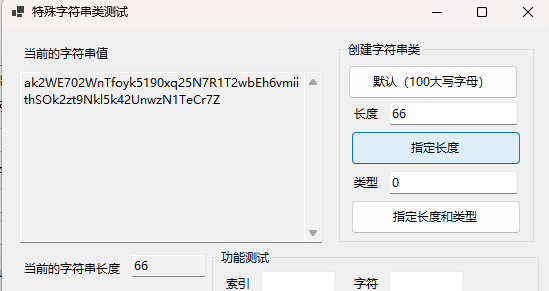 特殊字符串类测试
当前的字符串值
ak2WE702WnTfoyk5190xq25N7R1T2wbEh6vmii
thSOk2zt9Nkl5k42UnwzN1TeCr7Z
创建字符串类
默认（100大写字母）
长度 66
指定长度
类型 0
指定长度和类型
当前的字符串长度 66
功能测试
索引 字符